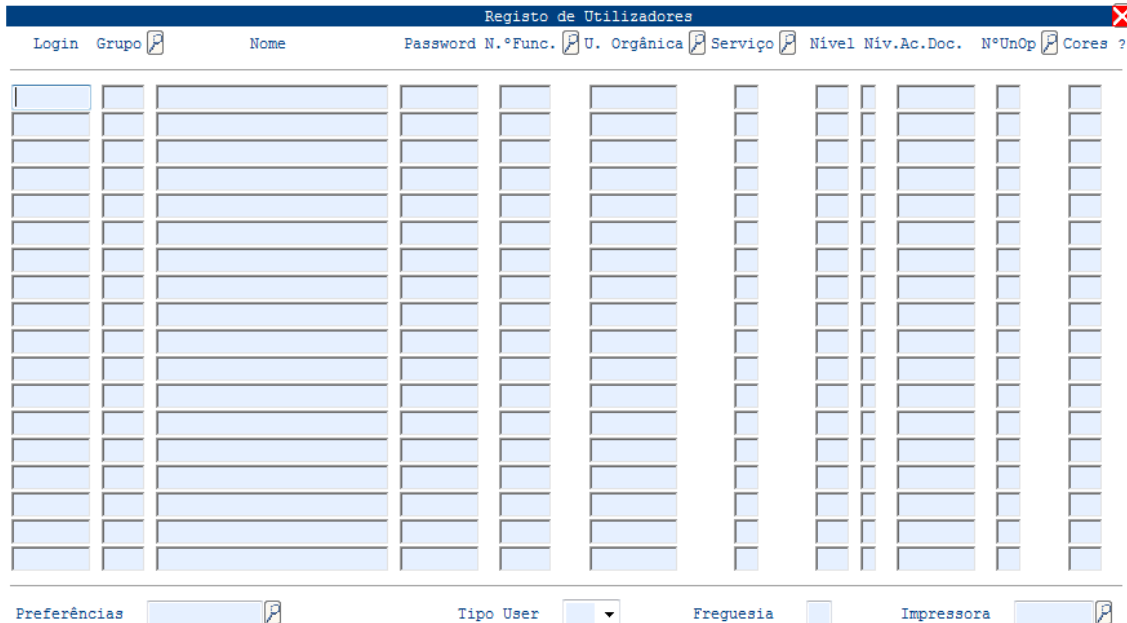 Registo de Utilizadores
Login Grupo Nome Password N.ºFunc. U. Orgânica Serviço Nível Nív.Ac.Doc. NºUnOp Cores ?
Preferências Tipo User Freguesia Impressora